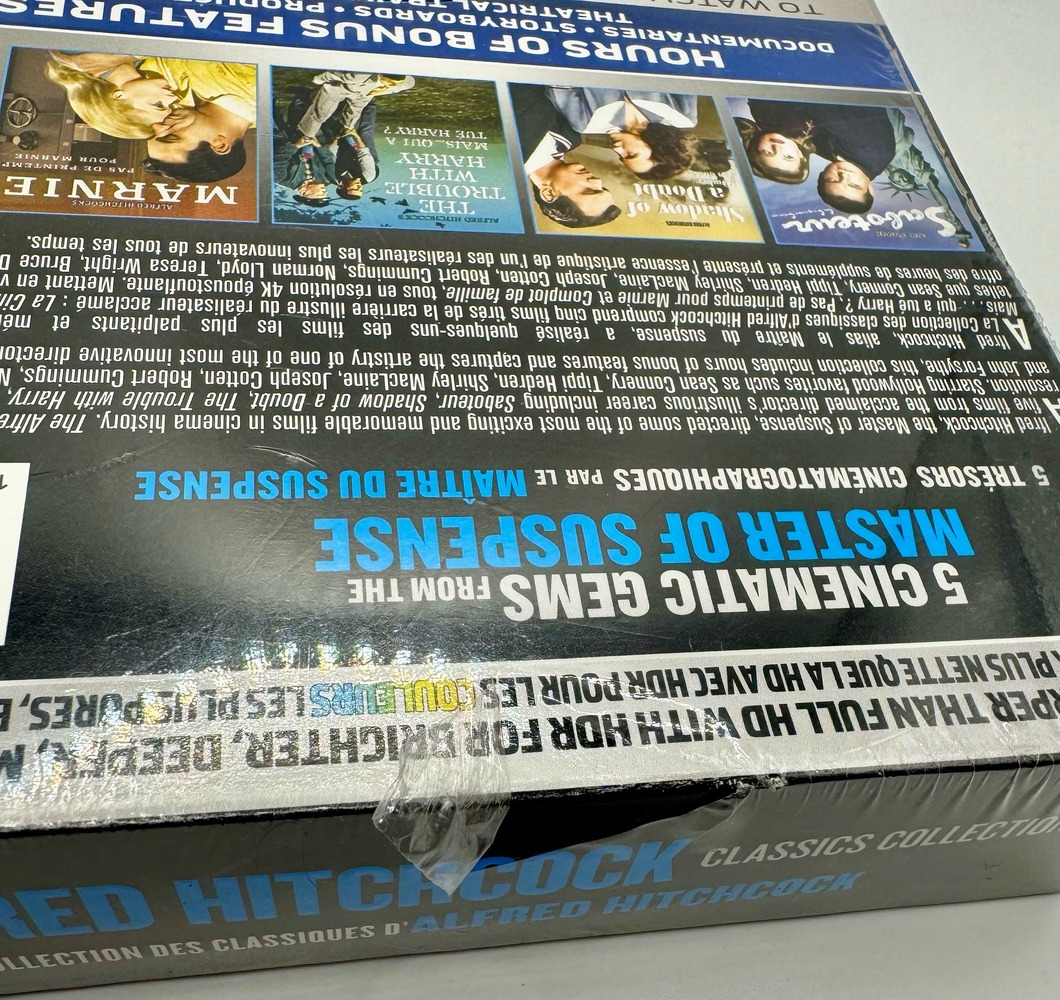 ALFRED HITCHCOCK CLASSICS COLLECTION
COLLECTION DES CLASSIQUES D'ALFRED HITCHCOCK
THAN FULL HD WITH HDR FOR BRIGHTER, DEEPER,
PLUS NETTE QUE LA HD AVEC HDR POUR LES COULEURS LES PLUS PURES,
5 CINEMATIC GEMS FROM THE
MASTER OF SUSPENSE
5 TRÉSORS CINÉMATOGRAPHIQUES PAR LE MAÎTRE DU SUSPENSE
Alfred Hitchcock, the Master of Suspense, directed some of the most exciting and memorable films in cinema history. The Alfre
five films from the acclaimed director's illustrious career including Saboteur, Shadow of a Doubt, The Trouble with Harry,
resolution. Starring Hollywood favorites such as Sean Connery, Tippi Hedren, Shirley MacLaine, Joseph Cotten, Robert Cummings, N
and John Forsythe, this collection includes hours of bonus features and captures the artistry of one of the most innovative director
Alfred Hitchcock, alias le Maître du suspense, a réalisé quelques-uns des films les plus palpitants et mé
La Collection des classiques d'Alfred Hitchcock comprend cinq films tirés de la carrière illustre du réalisateur acclamé : La Cin
Mais . . . qui a tué Harry ?, Pas de printemps pour Marnie et Complot de famille, tous en résolution 4K époustouflante. Mettant en v
telles que Sean Connery, Tippi Hedren, Shirley MacLaine, Joseph Cotten, Robert Cummings, Norman Lloyd, Teresa Wright, Bruce D
offre des heures de suppléments et présente l'essence artistique de l'un des réalisateurs les plus innovateurs de tous les temps.
Saboteur
Shadow of
a Doubt
ALFRED HITCHCOCK'S
THE
TROUBLE
WITH
HARRY
MAIS...QUI A
TUÉ HARRY ?
ALFRED HITCHCOCK'S
MARNIE
PAS DE PRINTEMP
POUR MARNIE
HOURS OF BONUS FEATURES
DOCUMENTARIES • STORYBOARDS • PRODUC
THEATRICAL TRAI
TO WATCH